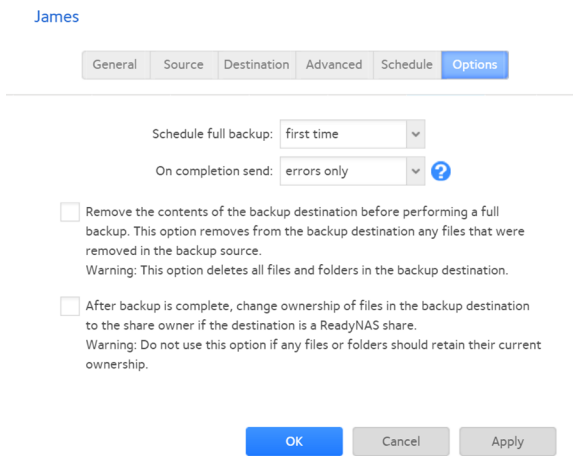 James
General Source Destination Advanced Schedule Options
Schedule full backup: first time
On completion send: errors only ?
Remove the contents of the backup destination before performing a full
backup. This option removes from the backup destination any files that were
removed in the backup source.
Warning: This option deletes all files and folders in the backup destination.
After backup is complete, change ownership of files in the backup destination
to the share owner if the destination is a ReadyNAS share.
Warning: Do not use this option if any files or folders should retain their current
ownership.
OK Cancel Apply